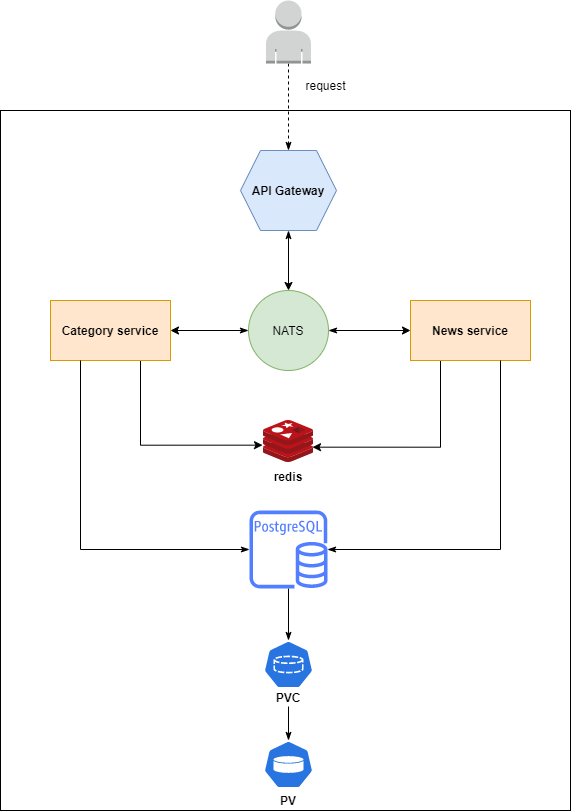 request
API Gateway
Category service
NATS
News service
redis
PostgreSQL
PVC
PV